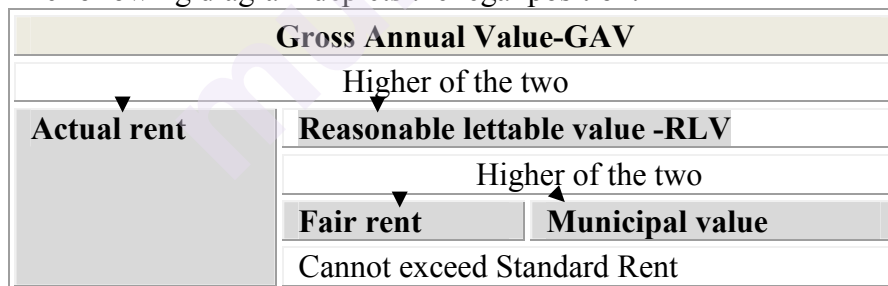 Gross Annual Value-GAV
Higher of the two
Actual rent
Reasonable lettable value -RLV
Higher of the two
Fair rent
Municipal value
Cannot exceed Standard Rent